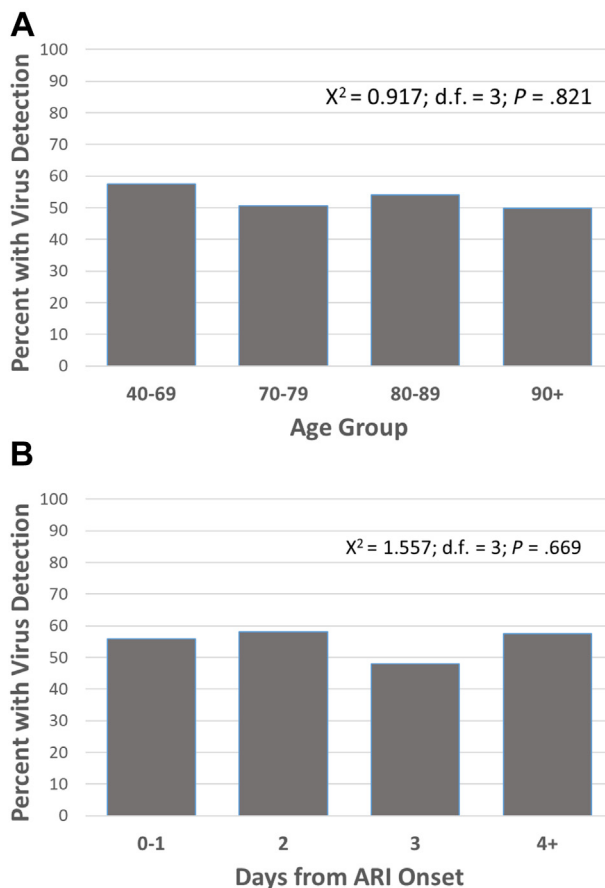 A
Percent with Virus Detection
100
90
80
70
60
50
40
30
20
10
0
X² = 0.917; d.f. = 3; P = .821
40-69 70-79 80-89 90+
Age Group
B
Percent with Virus Detection
100
90
80
70
60
50
40
30
20
10
0
X² = 1.557; d.f. = 3; P = .669
0-1 2 3 4+
Days from ARI Onset